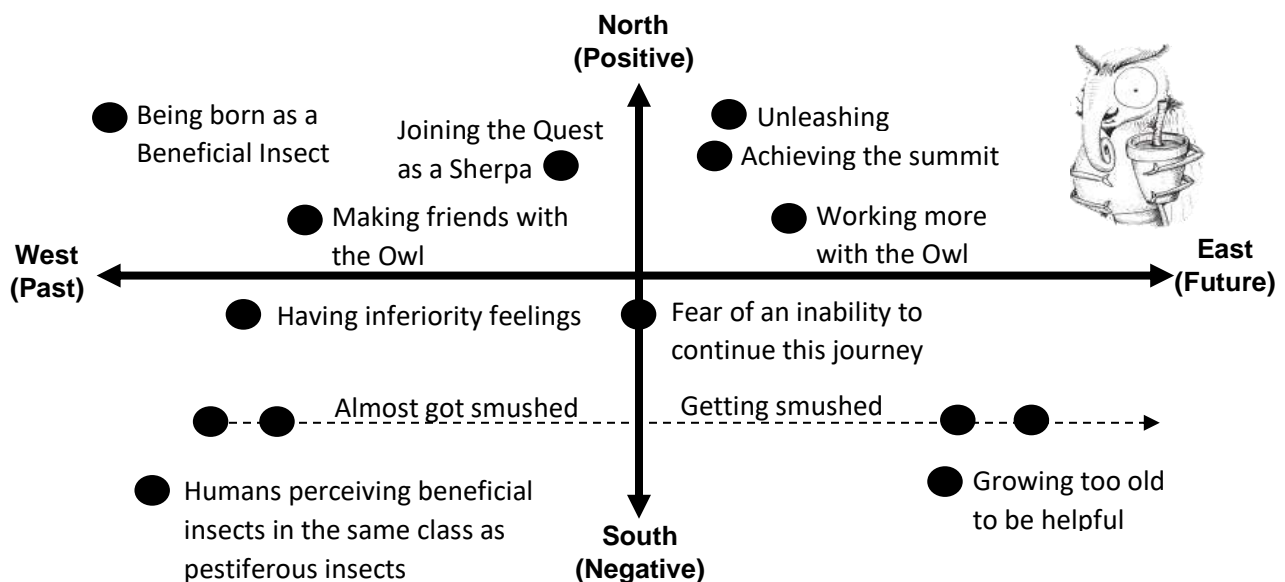 North
(Positive)
Being born as a
Beneficial Insect
Joining the Quest
as a Sherpa
Unleashing
Achieving the summit
Making friends with
the Owl
Working more
with the Owl
West
(Past)
East
(Future)
Having inferiority feelings
Fear of an inability to
continue this journey
Almost got smushed
Getting smushed
Humans perceiving beneficial
insects in the same class as
pestiferous insects
Growing too old
to be helpful
South
(Negative)